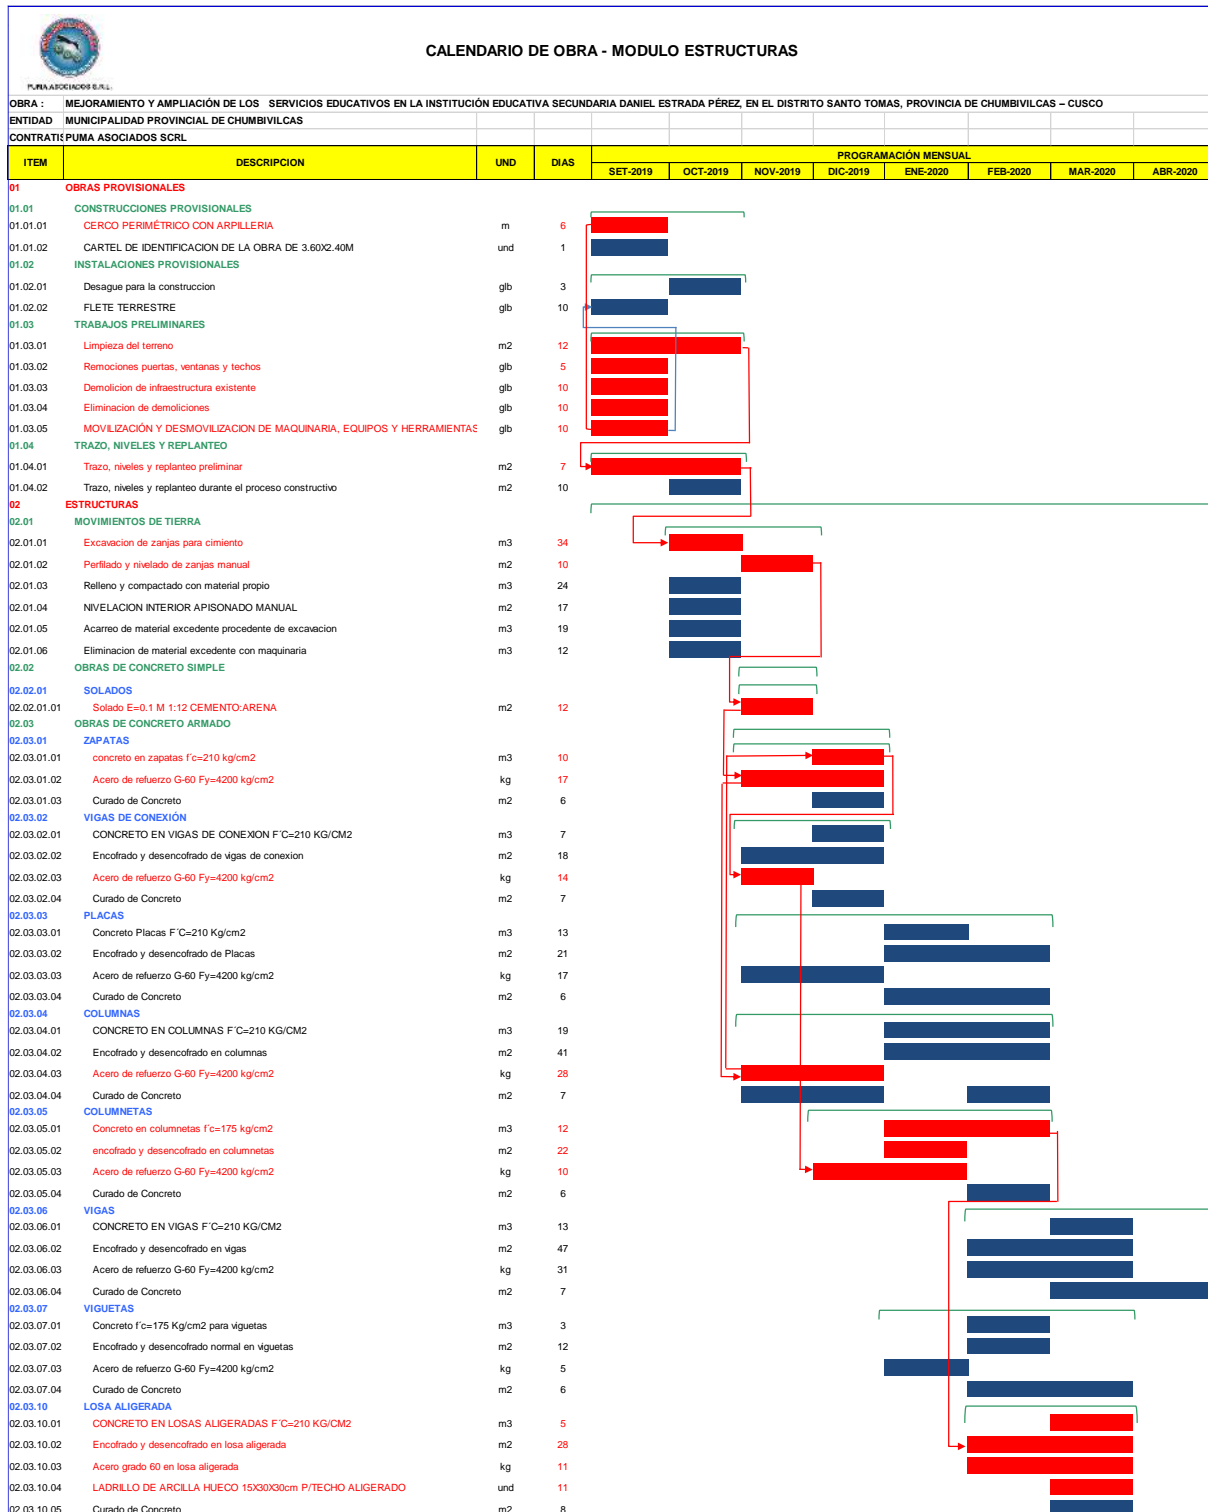 PUMA ASOCIADOS S.R.L.
CALENDARIO DE OBRA - MODULO ESTRUCTURAS
OBRA : MEJORAMIENTO Y AMPLIACIÓN DE LOS SERVICIOS EDUCATIVOS EN LA INSTITUCIÓN EDUCATIVA SECUNDARIA DANIEL ESTRADA PÉREZ, EN EL DISTRITO SANTO TOMAS, PROVINCIA DE CHUMBIVILCAS – CUSCO
ENTIDAD MUNICIPALIDAD PROVINCIAL DE CHUMBIVILCAS
CONTRATIS PUMA ASOCIADOS SCRL
ITEM DESCRIPCION UND DIAS PROGRAMACIÓN MENSUAL
SET-2019 OCT-2019 NOV-2019 DIC-2019 ENE-2020 FEB-2020 MAR-2020 ABR-2020
01 OBRAS PROVISIONALES
01.01 CONSTRUCCIONES PROVISIONALES
01.01.01 CERCO PERIMÉTRICO CON ARPILLERIA m 6
01.01.02 CARTEL DE IDENTIFICACION DE LA OBRA DE 3.60X2.40M und 1
01.02 INSTALACIONES PROVISIONALES
01.02.01 Desague para la construccion glb 3
01.02.02 FLETE TERRESTRE glb 10
01.03 TRABAJOS PRELIMINARES
01.03.01 Limpieza del terreno m2 12
01.03.02 Remociones puertas, ventanas y techos glb 5
01.03.03 Demolicion de infraestructura existente glb 10
01.03.04 Eliminacion de demoliciones glb 10
01.03.05 MOVILIZACIÓN Y DESMOVILIZACION DE MAQUINARIA, EQUIPOS Y HERRAMIENTAS glb 10
01.04 TRAZO, NIVELES Y REPLANTEO
01.04.01 Trazo, niveles y replanteo preliminar m2 7
01.04.02 Trazo, niveles y replanteo durante el proceso constructivo m2 10
02 ESTRUCTURAS
02.01 MOVIMIENTOS DE TIERRA
02.01.01 Excavacion de zanjas para cimiento m3 34
02.01.02 Perfilado y nivelado de zanjas manual m2 10
02.01.03 Relleno y compactado con material propio m3 24
02.01.04 NIVELACION INTERIOR APISONADO MANUAL m2 17
02.01.05 Acarreo de material excedente procedente de excavacion m3 19
02.01.06 Eliminacion de material excedente con maquinaria m3 12
02.02 OBRAS DE CONCRETO SIMPLE
02.02.01 SOLADOS
02.02.01.01 Solado E=0.1 M 1:12 CEMENTO:ARENA m2 12
02.03 OBRAS DE CONCRETO ARMADO
02.03.01 ZAPATAS
02.03.01.01 concreto en zapatas f´c=210 kg/cm2 m3 10
02.03.01.02 Acero de refuerzo G-60 Fy=4200 kg/cm2 kg 17
02.03.01.03 Curado de Concreto m2 6
02.03.02 VIGAS DE CONEXIÓN
02.03.02.01 CONCRETO EN VIGAS DE CONEXION F´C=210 KG/CM2 m3 7
02.03.02.02 Encofrado y desencofrado de vigas de conexion m2 18
02.03.02.03 Acero de refuerzo G-60 Fy=4200 kg/cm2 kg 14
02.03.02.04 Curado de Concreto m2 7
02.03.03 PLACAS
02.03.03.01 Concreto Placas F´C=210 Kg/cm2 m3 13
02.03.03.02 Encofrado y desencofrado de Placas m2 21
02.03.03.03 Acero de refuerzo G-60 Fy=4200 kg/cm2 kg 17
02.03.03.04 Curado de Concreto m2 6
02.03.04 COLUMNAS
02.03.04.01 CONCRETO EN COLUMNAS F´C=210 KG/CM2 m3 19
02.03.04.02 Encofrado y desencofrado en columnas m2 41
02.03.04.03 Acero de refuerzo G-60 Fy=4200 kg/cm2 kg 28
02.03.04.04 Curado de Concreto m2 7
02.03.05 COLUMNETAS
02.03.05.01 Concreto en columnetas f´c=175 kg/cm2 m3 12
02.03.05.02 encofrado y desencofrado en columnetas m2 22
02.03.05.03 Acero de refuerzo G-60 Fy=4200 kg/cm2 kg 10
02.03.05.04 Curado de Concreto m2 6
02.03.06 VIGAS
02.03.06.01 CONCRETO EN VIGAS F´C=210 KG/CM2 m3 13
02.03.06.02 Encofrado y desencofrado en vigas m2 47
02.03.06.03 Acero de refuerzo G-60 Fy=4200 kg/cm2 kg 31
02.03.06.04 Curado de Concreto m2 7
02.03.07 VIGUETAS
02.03.07.01 Concreto f´c=175 Kg/cm2 para viguetas m3 3
02.03.07.02 Encofrado y desencofrado normal en viguetas m2 12
02.03.07.03 Acero de refuerzo G-60 Fy=4200 kg/cm2 kg 5
02.03.07.04 Curado de Concreto m2 6
02.03.10 LOSA ALIGERADA
02.03.10.01 CONCRETO EN LOSAS ALIGERADAS F´C=210 KG/CM2 m3 5
02.03.10.02 Encofrado y desencofrado en losa aligerada m2 28
02.03.10.03 Acero grado 60 en losa aligerada kg 11
02.03.10.04 LADRILLO DE ARCILLA HUECO 15X30X30cm P/TECHO ALIGERADO und 11
02.03.10.05 Curado de Concreto m2 8